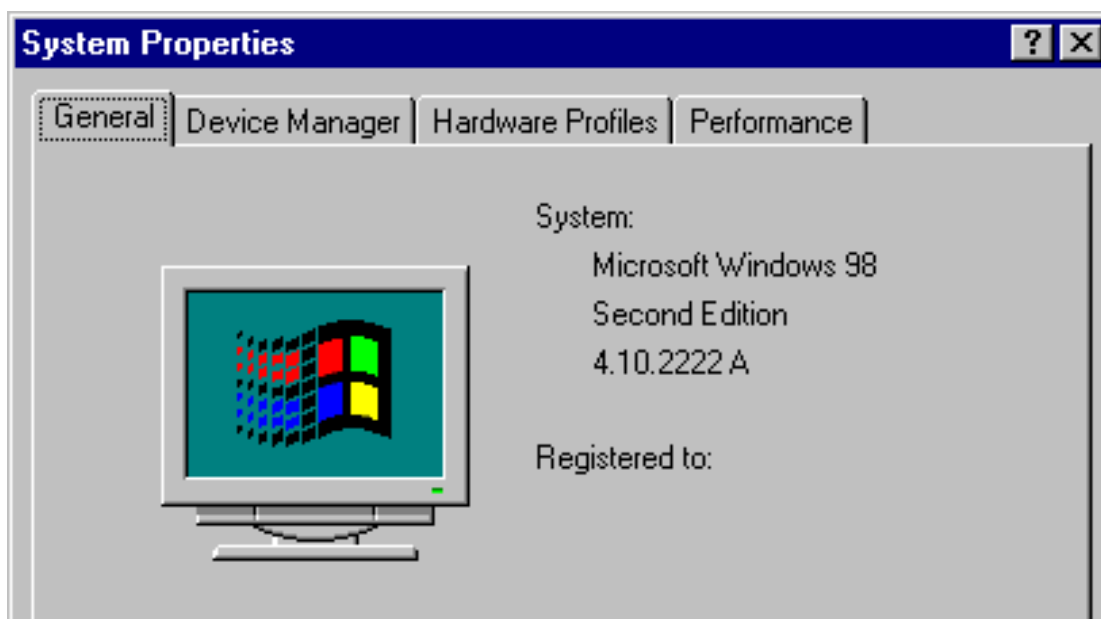 System Properties
General Device Manager Hardware Profiles Performance
System:
Microsoft Windows 98
Second Edition
4.10.2222 A
Registered to: